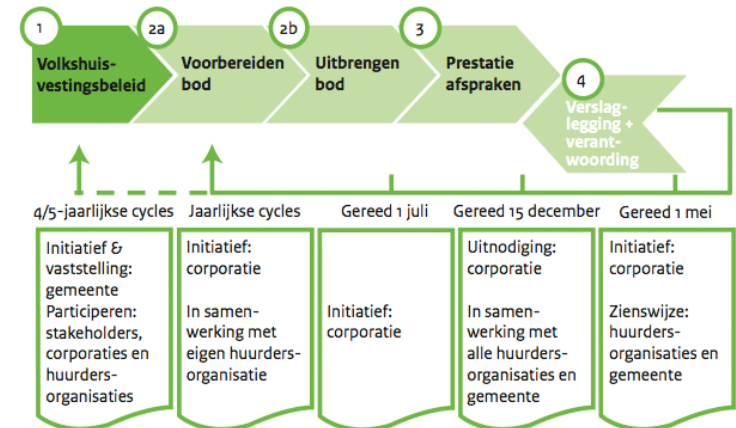 1
2a
2b
3
4
Volkshuis-
vestingsbeleid
Voorbereiden
bod
Uitbrengen
bod
Prestatie
afspraken
Verslag-
legging +
verant-
woording
4/5-jaarlijkse cycles
Jaarlijkse cycles
Gereed 1 juli
Gereed 15 december
Gereed 1 mei
Initiatief &
vaststelling:
gemeente
Participeren:
stakeholders,
corporaties en
huurders-
organisaties
Initiatief:
corporatie
In samen-
werking met
eigen huurders-
organisatie
Initiatief:
corporatie
Uitnodiging:
corporatie
In samen-
werking met
alle huurders-
organisaties en
gemeente
Initiatief:
corporatie
Zienswijze:
huurders-
organisaties en
gemeente